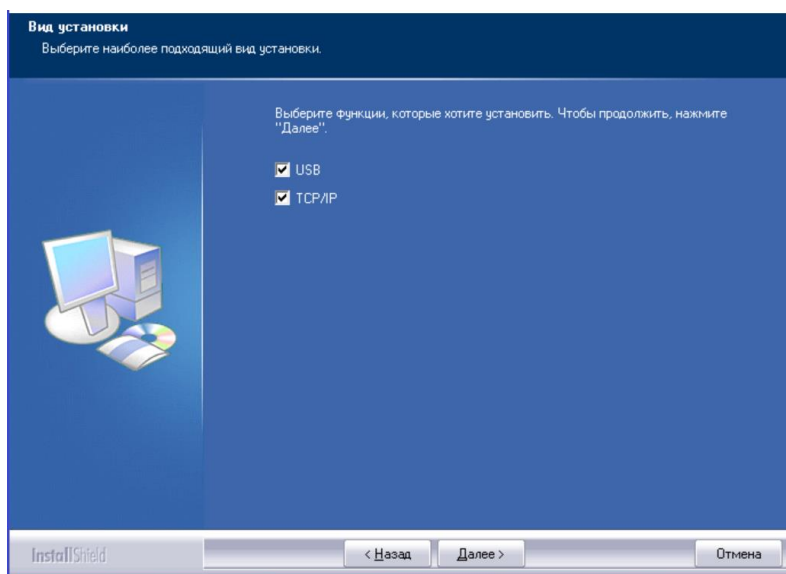 Вид установки
Выберите наиболее подходящий вид установки.
Выберите функции, которые хотите установить. Чтобы продолжить, нажмите
"Далее".
USB
TCP/IP
InstallShield
< Назад
Далее >
Отмена